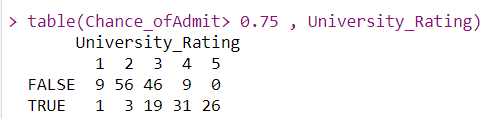 > table(Chance_ofAdmit> 0.75 , University_Rating)
University_Rating
1 2 3 4 5
FALSE 9 56 46 9 0
TRUE 1 3 19 31 26